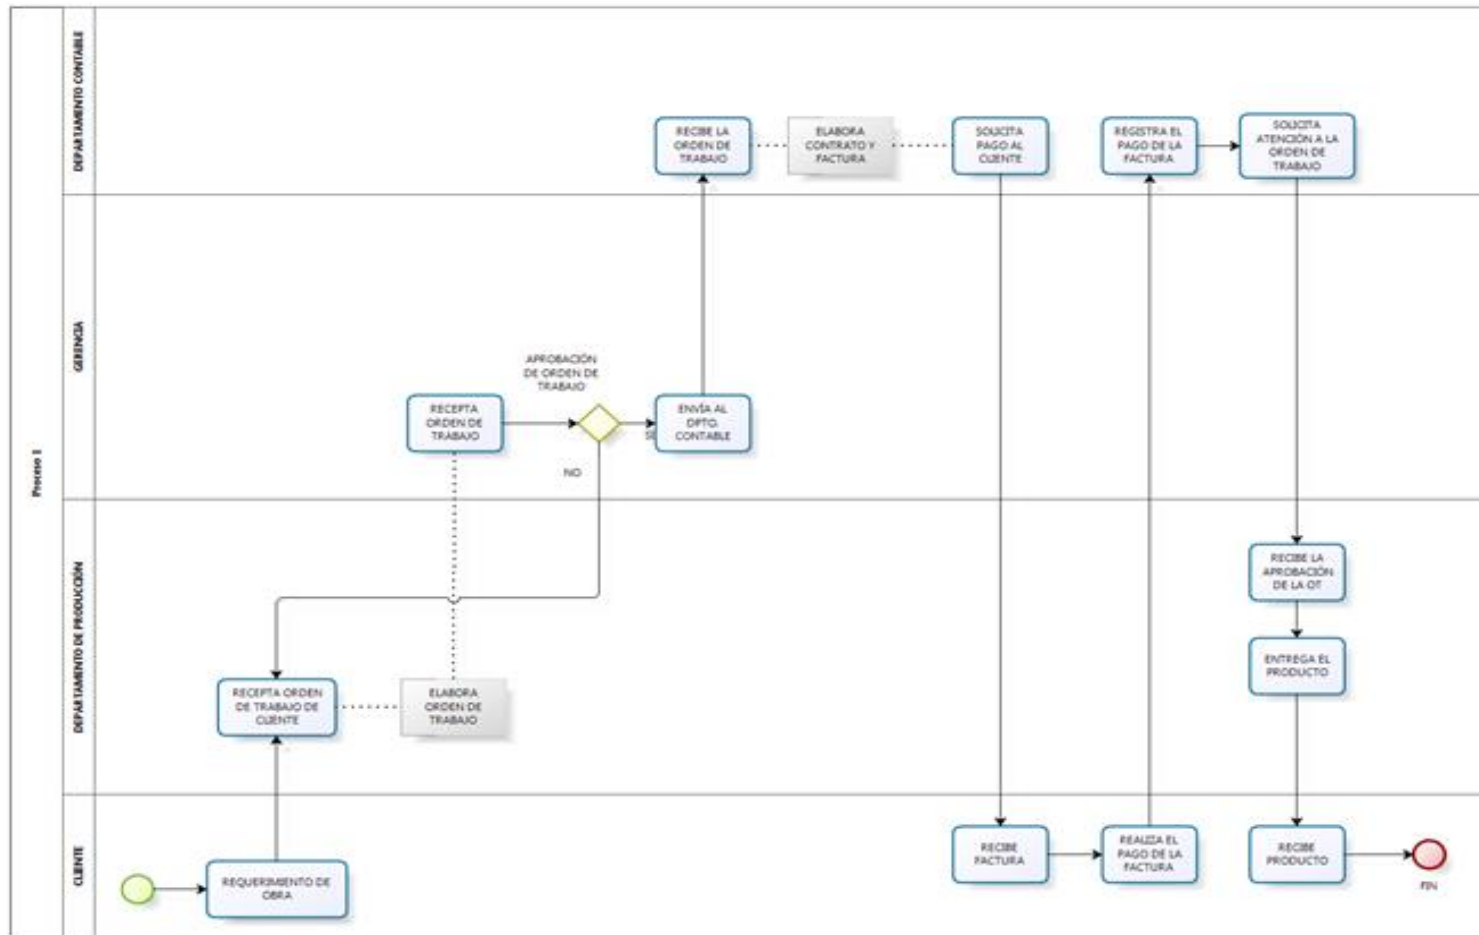 Proceso 1
DEPARTAMENTO CONTABLE
RECIBE LA
ORDEN DE
TRABAJO
ELABORA
CONTRATO Y
FACTURA
SOLICITA
PAGO AL
CLIENTE
REGISTRA EL
PAGO DE LA
FACTURA
SOLICITA
ATENCIÓN A LA
ORDEN DE
TRABAJO
GERENCIA
RECEPTA
ORDEN DE
TRABAJO
APROBACIÓN
DE ORDEN DE
TRABAJO
NO
ENVÍA AL
DPTO.
CONTABLE
DEPARTAMENTO DE PRODUCCIÓN
RECEPTA ORDEN
DE TRABAJO DE
CLIENTE
ELABORA
ORDEN DE
TRABAJO
RECIBE LA
APROBACIÓN
DE LA OT
ENTREGA EL
PRODUCTO
CLIENTE
REQUERIMIENTO DE
OBRA
RECIBE
FACTURA
REALIZA EL
PAGO DE LA
FACTURA
RECIBE
PRODUCTO
FIN